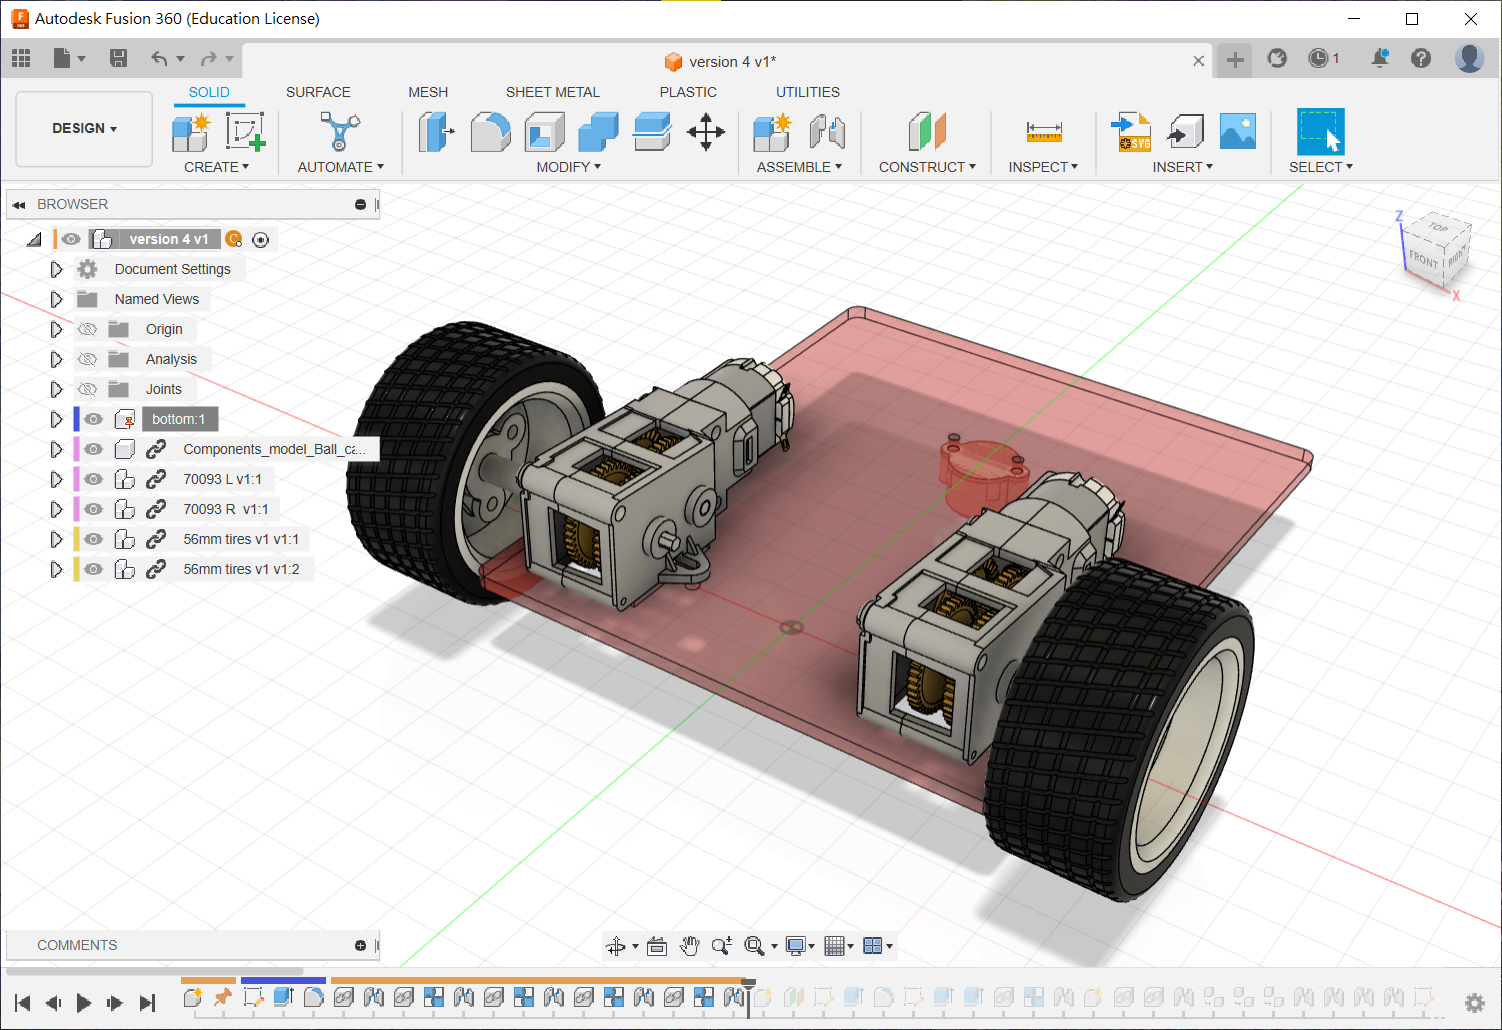 Autodesk Fusion 360 (Education License)
version 4 v1*
1
DESIGN
SOLID
SURFACE
MESH
SHEET METAL
PLASTIC
UTILITIES
CREATE
AUTOMATE
MODIFY
ASSEMBLE
CONSTRUCT
INSPECT
INSERT
SELECT
SVG
BROWSER
version 4 v1
C
Document Settings
Named Views
Origin
Analysis
Joints
bottom:1
Components_model_Ball_ca...
70093 L v1:1
70093 R  v1:1
56mm tires v1 v1:1
56mm tires v1 v1:2
Z
TOP
FRONT
RIGHT
X
COMMENTS